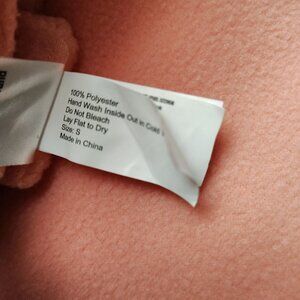 100% Polyester
Hand Wash Inside Out in Cold
Do Not Bleach
Lay Flat to Dry
Size: S
Made in China